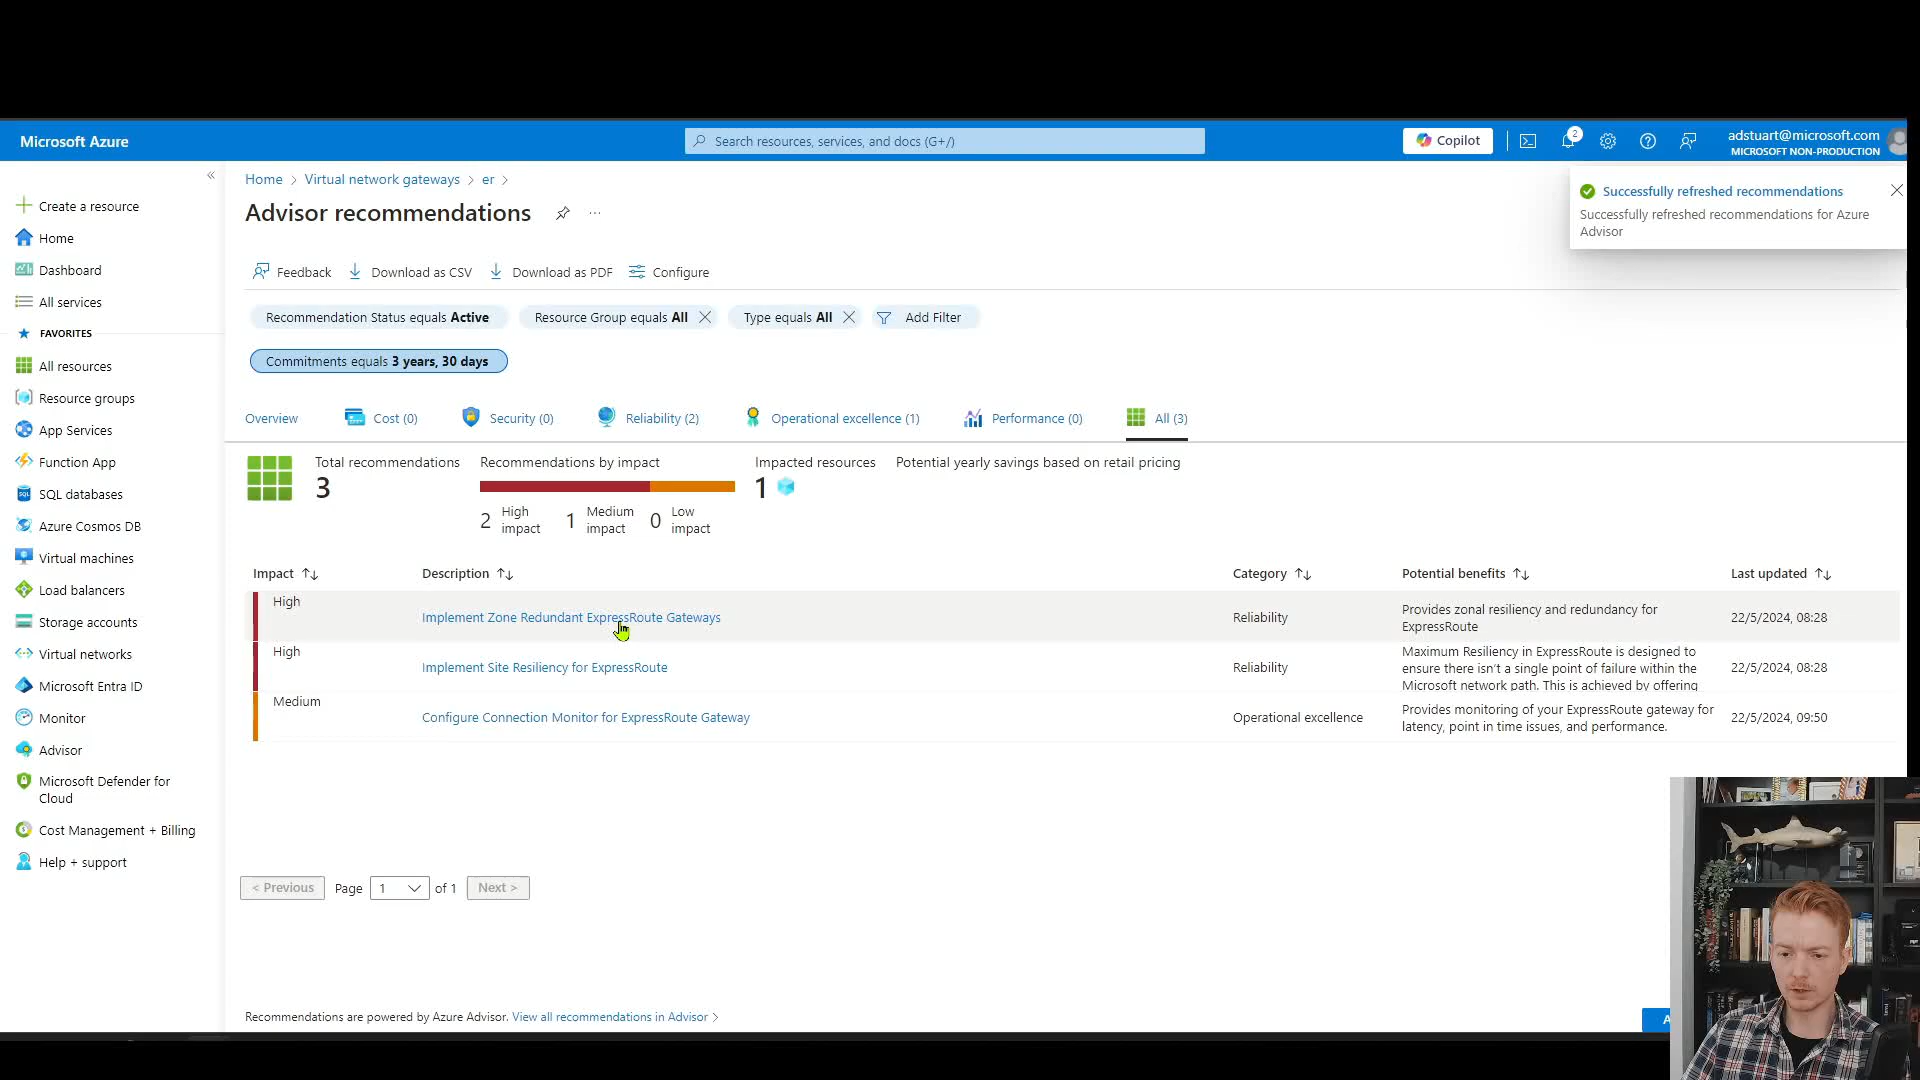 Microsoft Azure
Search resources, services, and docs (G+/)
Copilot
2
adstuart@microsoft.com
MICROSOFT NON-PRODUCTION
Create a resource
Home
Dashboard
All services
FAVORITES
All resources
Resource groups
App Services
Function App
SQL databases
Azure Cosmos DB
Virtual machines
Load balancers
Storage accounts
Virtual networks
Microsoft Entra ID
Monitor
Advisor
Microsoft Defender for
Cloud
Cost Management + Billing
Help + support
Home > Virtual network gateways > er >
Advisor recommendations
Successfully refreshed recommendations
Successfully refreshed recommendations for Azure
Advisor
Feedback Download as CSV Download as PDF Configure
Recommendation Status equals Active Resource Group equals All Type equals All Add Filter
Commitments equals 3 years, 30 days
Overview Cost (0) Security (0) Reliability (2) Operational excellence (1) Performance (0) All (3)
Total recommendations
3
Recommendations by impact
2 High
impact
1 Medium
impact
0 Low
impact
Impacted resources
1
Potential yearly savings based on retail pricing
Impact Description Category Potential benefits Last updated
High
Implement Zone Redundant ExpressRoute Gateways
Reliability
Provides zonal resiliency and redundancy for
ExpressRoute
22/5/2024, 08:28
High
Implement Site Resiliency for ExpressRoute
Reliability
Maximum Resiliency in ExpressRoute is designed to
ensure there isn't a single point of failure within the
Microsoft network path. This is achieved by offering
22/5/2024, 08:28
Medium
Configure Connection Monitor for ExpressRoute Gateway
Operational excellence
Provides monitoring of your ExpressRoute gateway for
latency, point in time issues, and performance.
22/5/2024, 09:50
< Previous Page 1 of 1 Next >
Recommendations are powered by Azure Advisor. View all recommendations in Advisor >